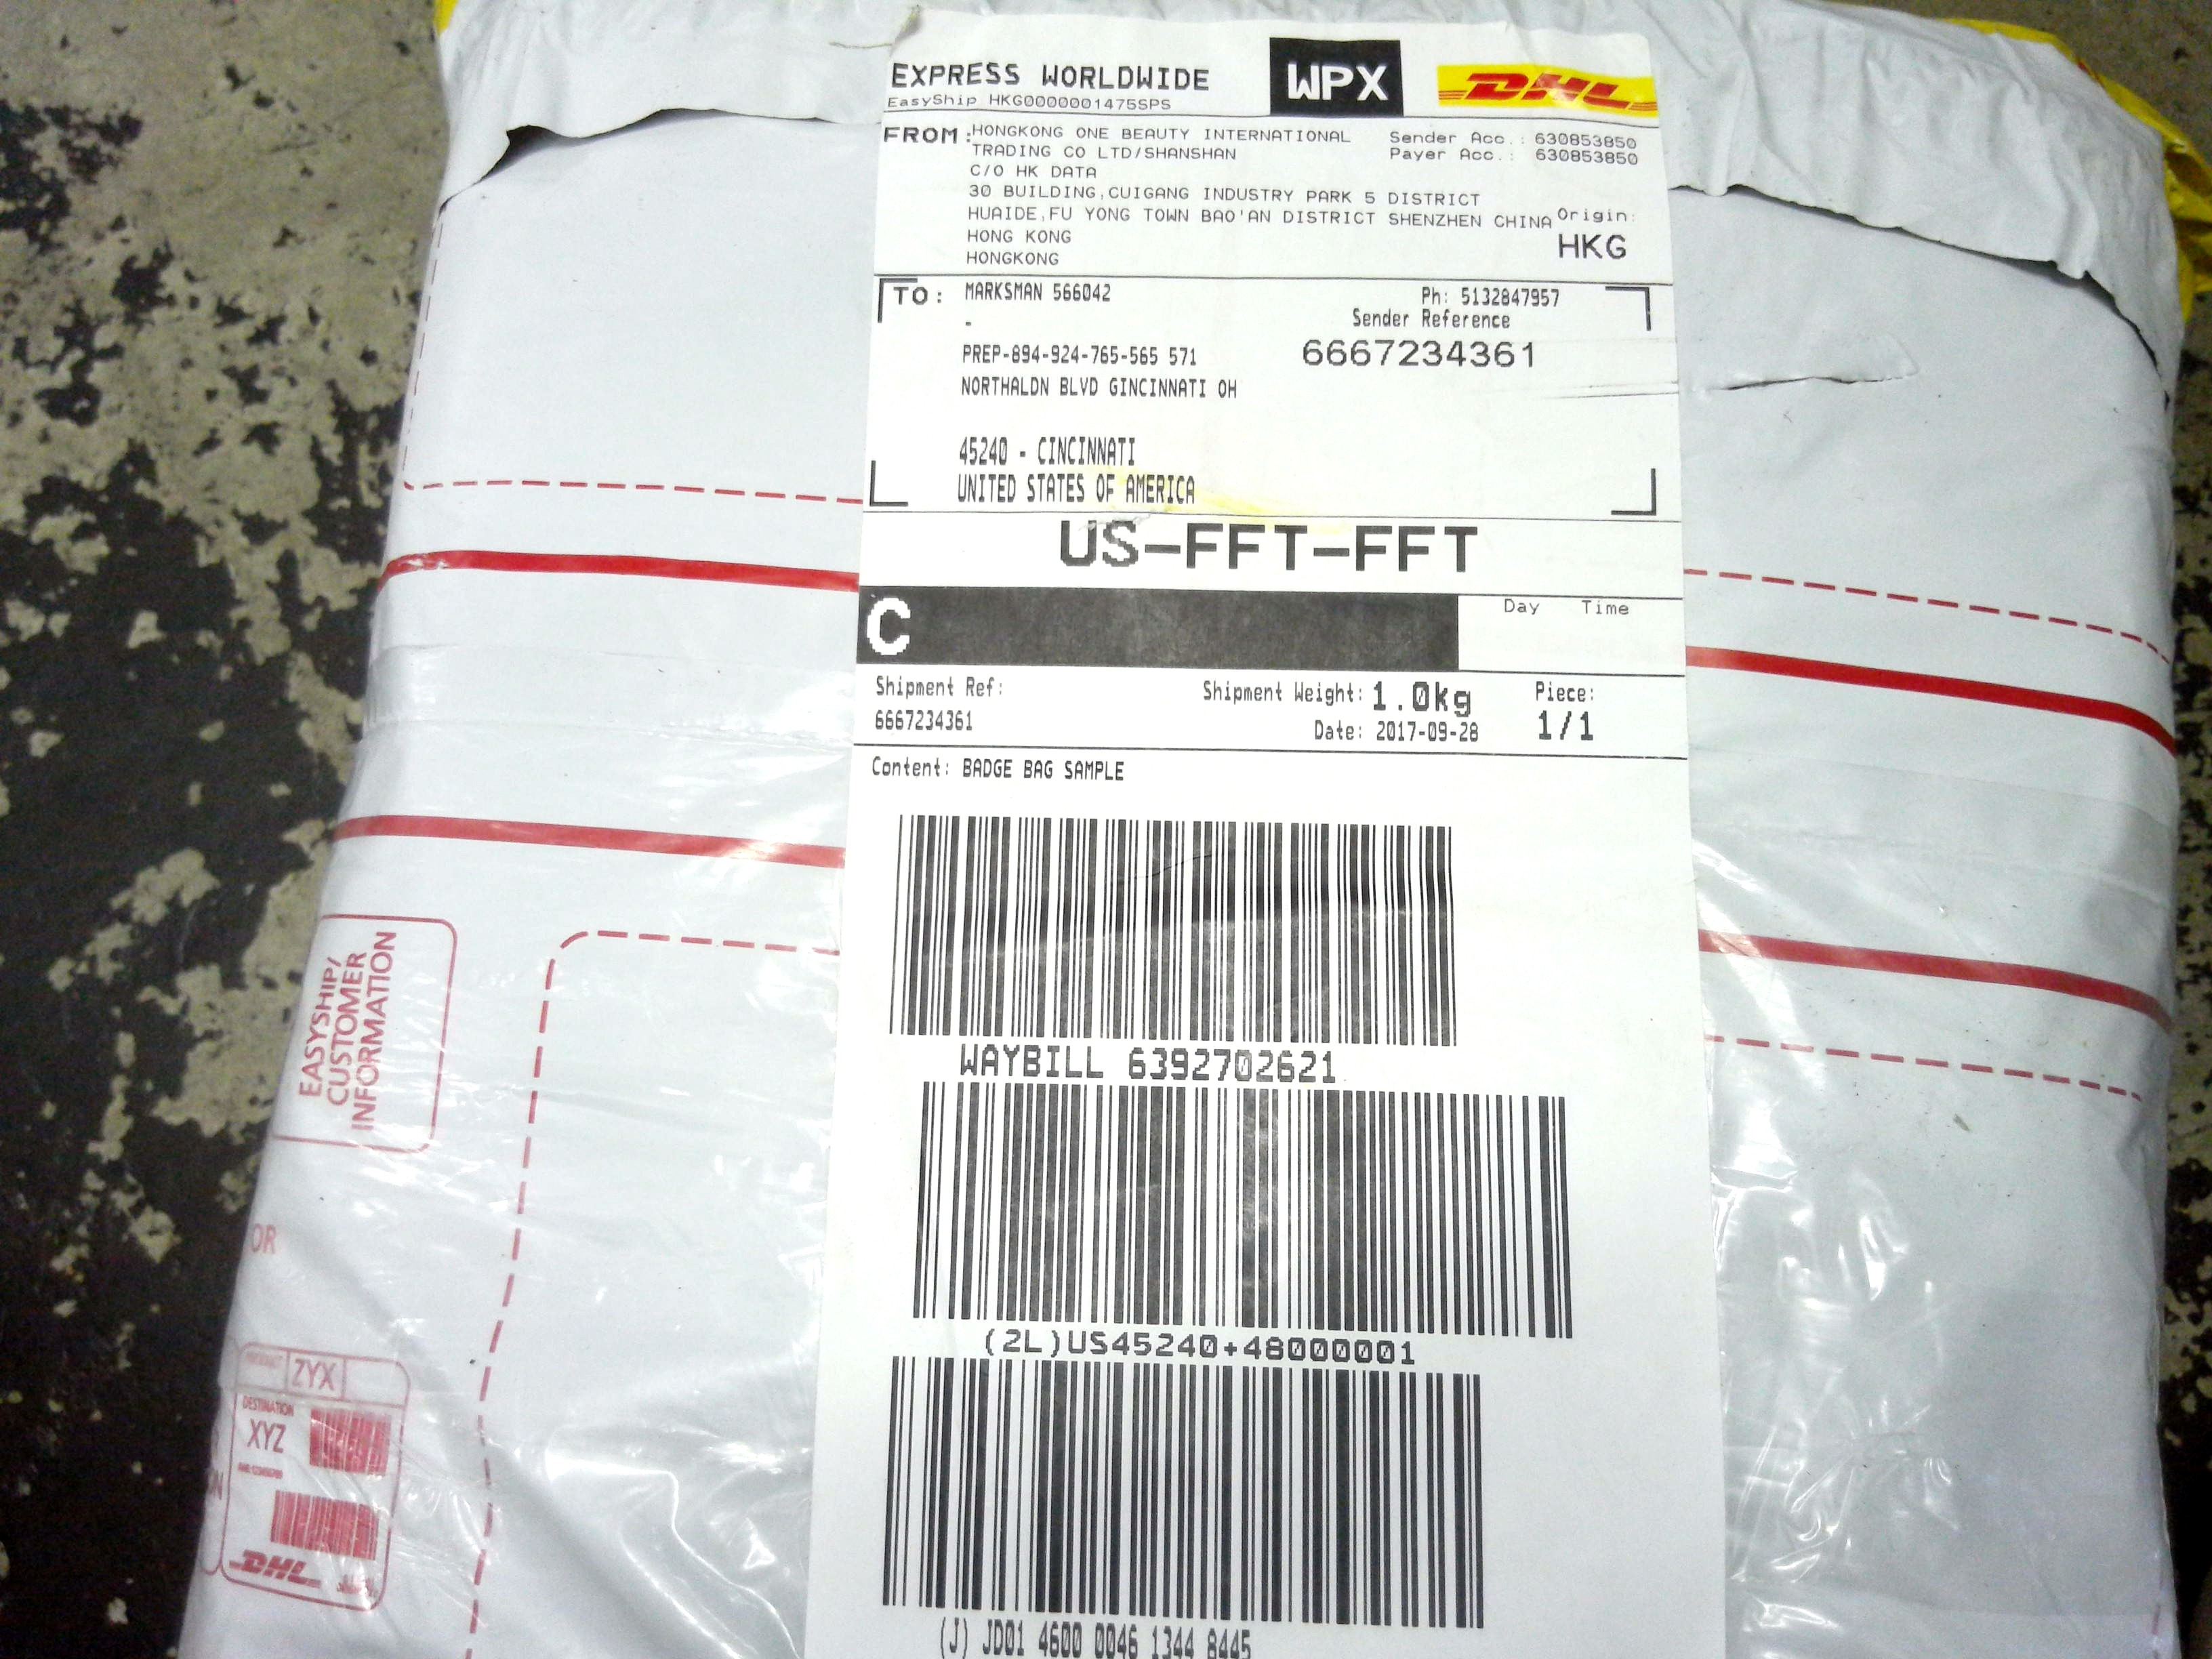 EXPRESS WORLDWIDE
WPX
DHL
EasyShip HKG0000001475SPS
FROM: HONGKONG ONE BEAUTY INTERNATIONAL
TRADING CO LTD/SHANSHAN
C/O HK DATA
30 BUILDING,CUIGANG INDUSTRY PARK 5 DISTRICT
HUAIDE,FU YONG TOWN BAO'AN DISTRICT SHENZHEN CHINA
HONG KONG
HONGKONG
Sender Acc.: 630853850
Payer Acc.: 630853850
Origin:
HKG
TO: MARKSMAN 566042
-
PREP-894-924-765-565 571
NORTHALDN BLVD GINCINNATI OH
45240 - CINCINNATI
UNITED STATES OF AMERICA
Ph: 5132847957
Sender Reference
6667234361
US-FFT-FFT
C
Day Time
Shipment Ref:
6667234361
Shipment Weight: 1.0kg
Date: 2017-09-28
Piece:
1/1
Content: BADGE BAG SAMPLE
WAYBILL 6392702621
(2L)US45240+48000001
(J) JD01 4600 0046 1344 8445
EASYSHIP/
CUSTOMER
INFORMATION
OR
ZYX
DESTINATION
XYZ
DHL